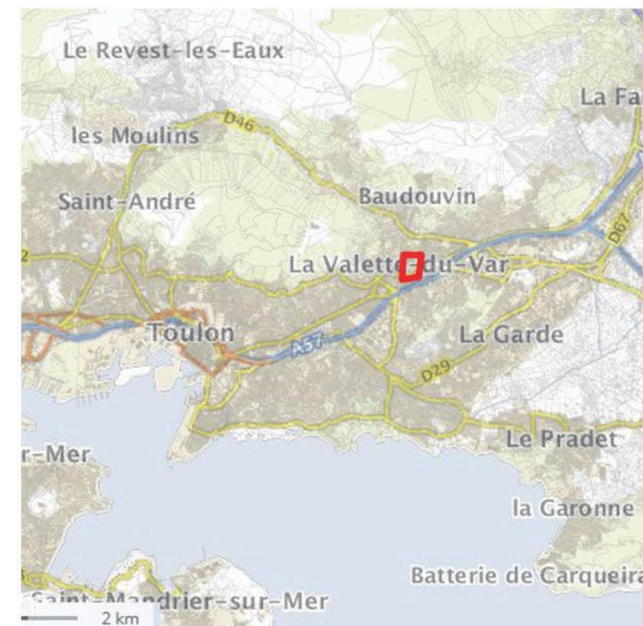 Le Revest-les-Eaux
La Fa
D46
les Moulins
Saint-André
Baudouvin
D67
2
La Valette-du-Var
Toulon
A57
La Garde
D29
r-Mer
Le Pradet
la Garonne
Batterie de Carqueira
Saint-Mandrier-sur-Mer
2 km